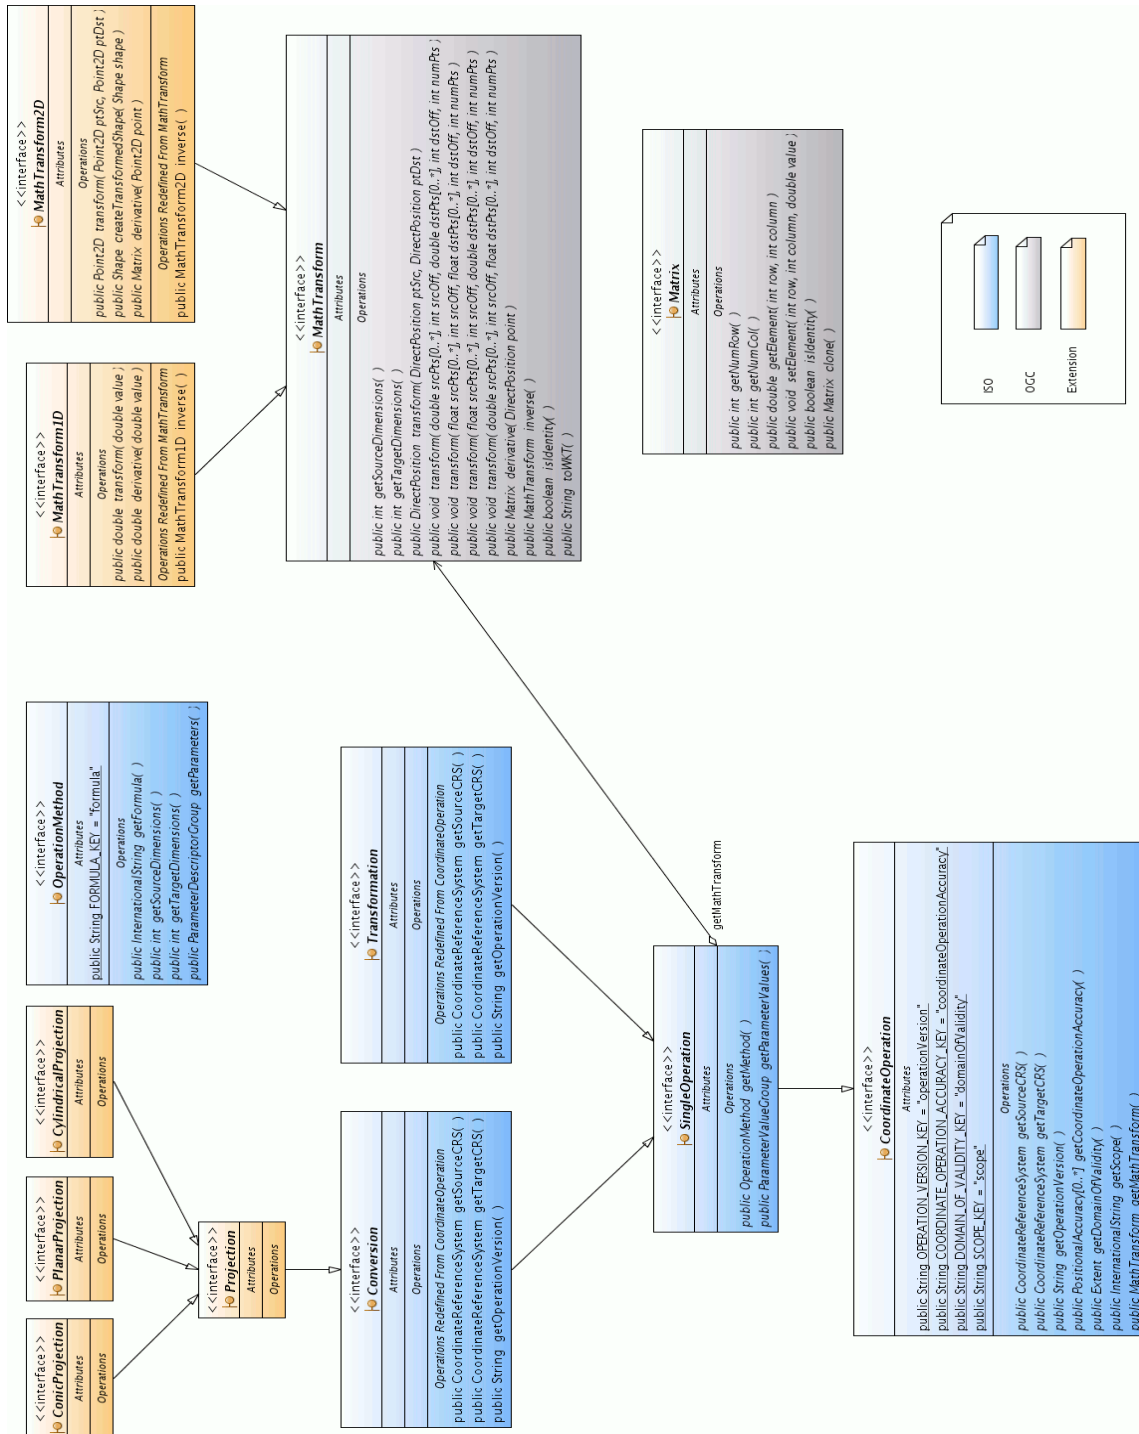 <<interface>>
ConicProjection
Attributes
Operations
<<interface>>
PlanarProjection
Attributes
Operations
<<interface>>
CylindricalProjection
Attributes
Operations
<<interface>>
OperationMethod
Attributes
public String FORMULA_KEY = "formula"
Operations
public InternationalString getFormula( )
public int getSourceDimensions( )
public int getTargetDimensions( )
public ParameterDescriptorGroup getParameters( )
<<interface>>
MathTransform1D
Attributes
Operations
public double transform( double value )
public double derivative( double value )
Operations Redefined From MathTransform
public MathTransform1D inverse( )
<<interface>>
MathTransform2D
Attributes
Operations
public Point2D transform( Point2D ptSrc, Point2D ptDst )
public Shape createTransformedShape( Shape shape )
public Matrix derivative( Point2D point )
Operations Redefined From MathTransform
public MathTransform2D inverse( )
<<interface>>
Projection
Attributes
Operations
<<interface>>
Conversion
Attributes
Operations
Operations Redefined From CoordinateOperation
public CoordinateReferenceSystem getSourceCRS( )
public CoordinateReferenceSystem getTargetCRS( )
public String getOperationVersion( )
<<interface>>
Transformation
Attributes
Operations
Operations Redefined From CoordinateOperation
public CoordinateReferenceSystem getSourceCRS( )
public CoordinateReferenceSystem getTargetCRS( )
public String getOperationVersion( )
<<interface>>
MathTransform
Attributes
Operations
public int getSourceDimensions( )
public int getTargetDimensions( )
public DirectPosition transform( DirectPosition ptSrc, DirectPosition ptDst )
public void transform( double srcPts[0..*], int srcOff, double dstPts[0..*], int dstOff, int numPts )
public void transform( float srcPts[0..*], int srcOff, float dstPts[0..*], int dstOff, int numPts )
public void transform( float srcPts[0..*], int srcOff, double dstPts[0..*], int dstOff, int numPts )
public void transform( double srcPts[0..*], int srcOff, float dstPts[0..*], int dstOff, int numPts )
public Matrix derivative( DirectPosition point )
public MathTransform inverse( )
public boolean isIdentity( )
public String toWKT( )
<<interface>>
SingleOperation
Attributes
Operations
public OperationMethod getMethod( )
public ParameterValueGroup getParameterValues( )
getMathTransform
<<interface>>
Matrix
Attributes
Operations
public int getNumRow( )
public int getNumCol( )
public double getElement( int row, int column )
public void setElement( int row, int column, double value )
public boolean isIdentity( )
public Matrix clone( )
<<interface>>
CoordinateOperation
Attributes
public String OPERATION_VERSION_KEY = "operationVersion"
public String COORDINATE_OPERATION_ACCURACY_KEY = "coordinateOperationAccuracy"
public String DOMAIN_OF_VALIDITY_KEY = "domainOfValidity"
public String SCOPE_KEY = "scope"
Operations
public CoordinateReferenceSystem getSourceCRS( )
public CoordinateReferenceSystem getTargetCRS( )
public String getOperationVersion( )
public PositionalAccuracy[0..*] getCoordinateOperationAccuracy( )
public Extent getDomainOfValidity( )
public InternationalString getScope( )
public MathTransform getMathTransform( )
ISO
OGC
Extension